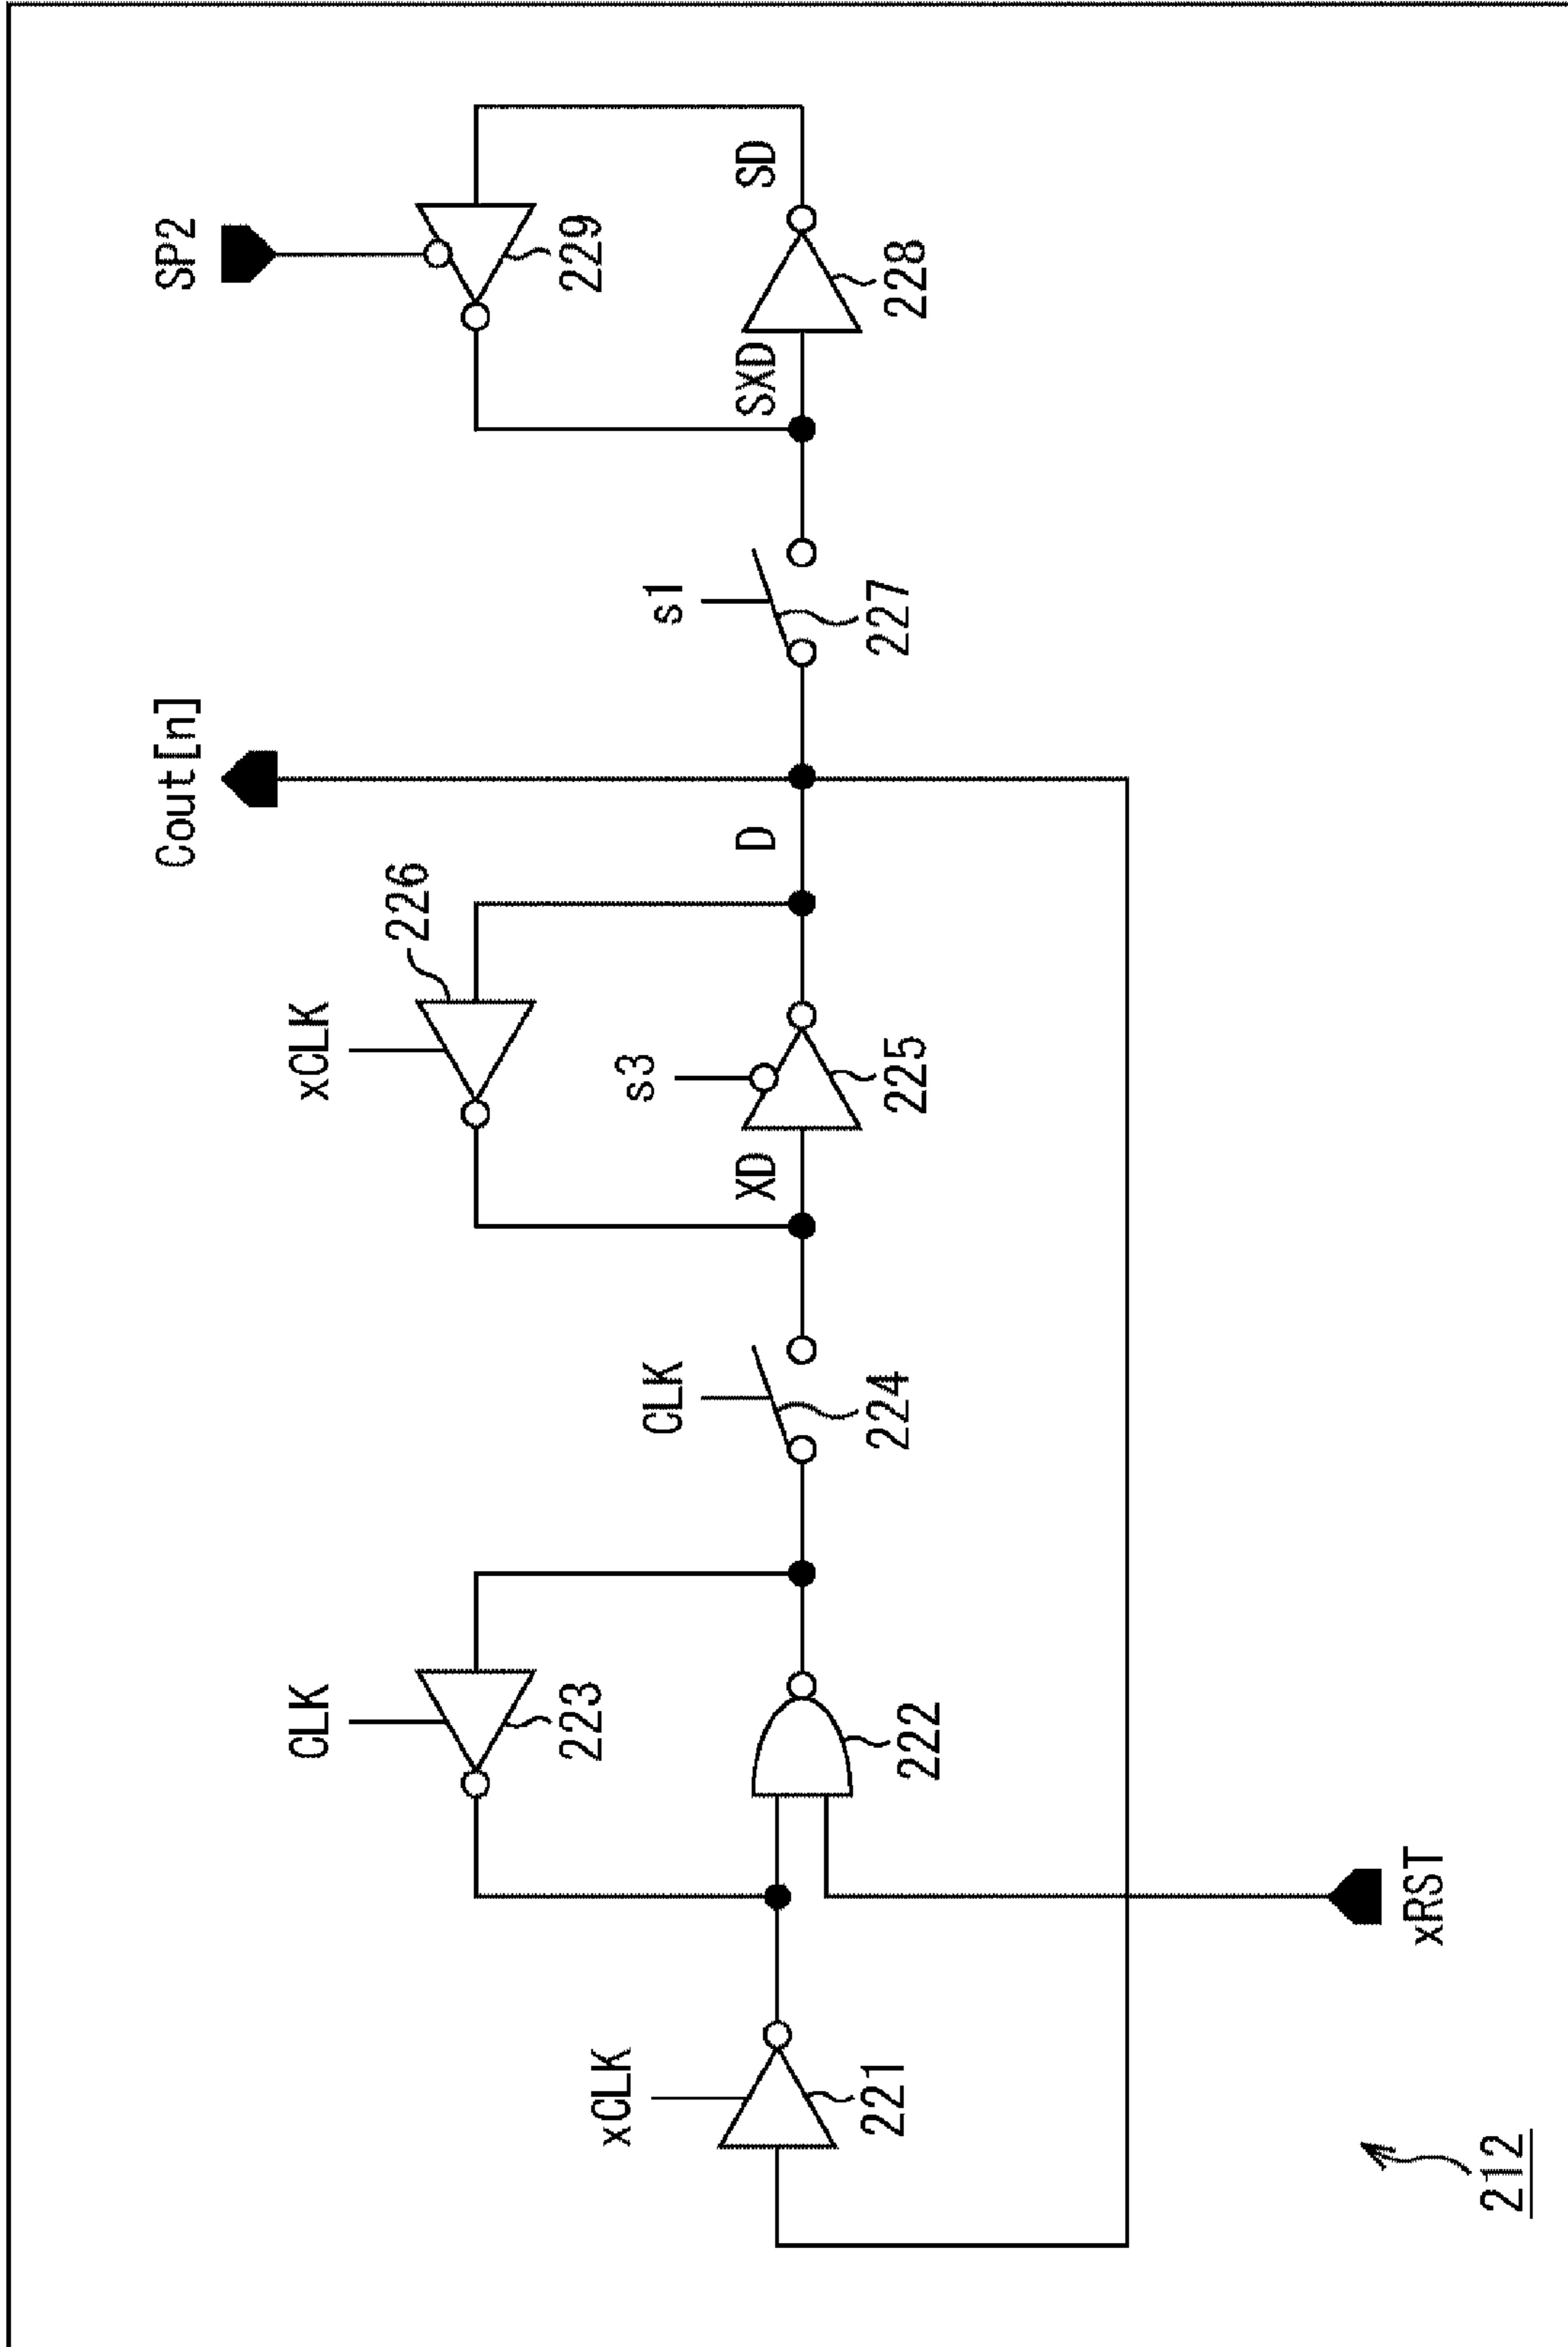 Cout[n]
SP2
xCLK
226
CLK
223
229
xCLK
s3
CLK
s1
XD
D
SXD
SD
221
222
224
225
227
228
xRST
212